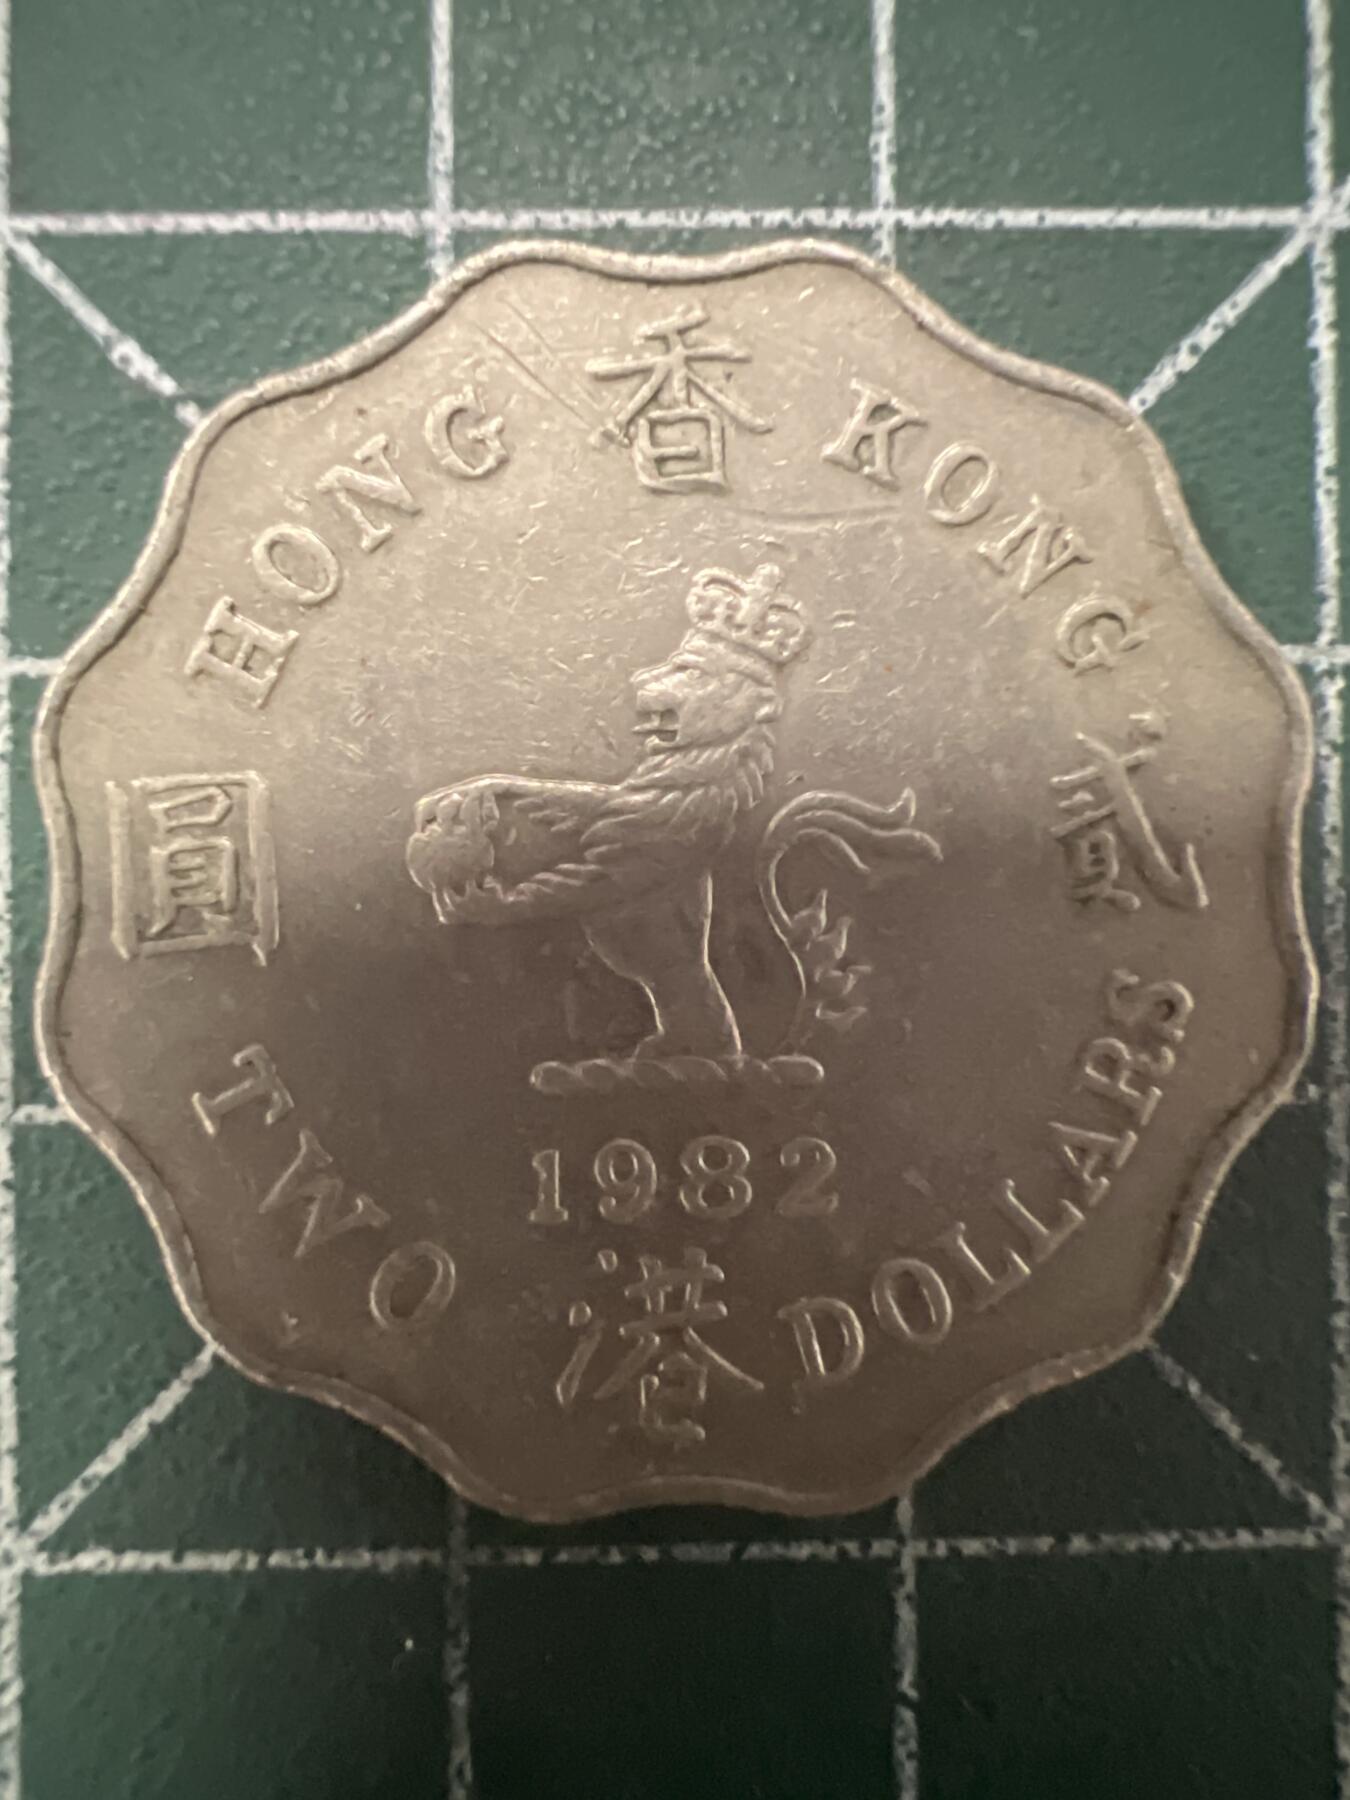 HONG KONG
香
圓
貳
1982
港
TWO DOLLARS